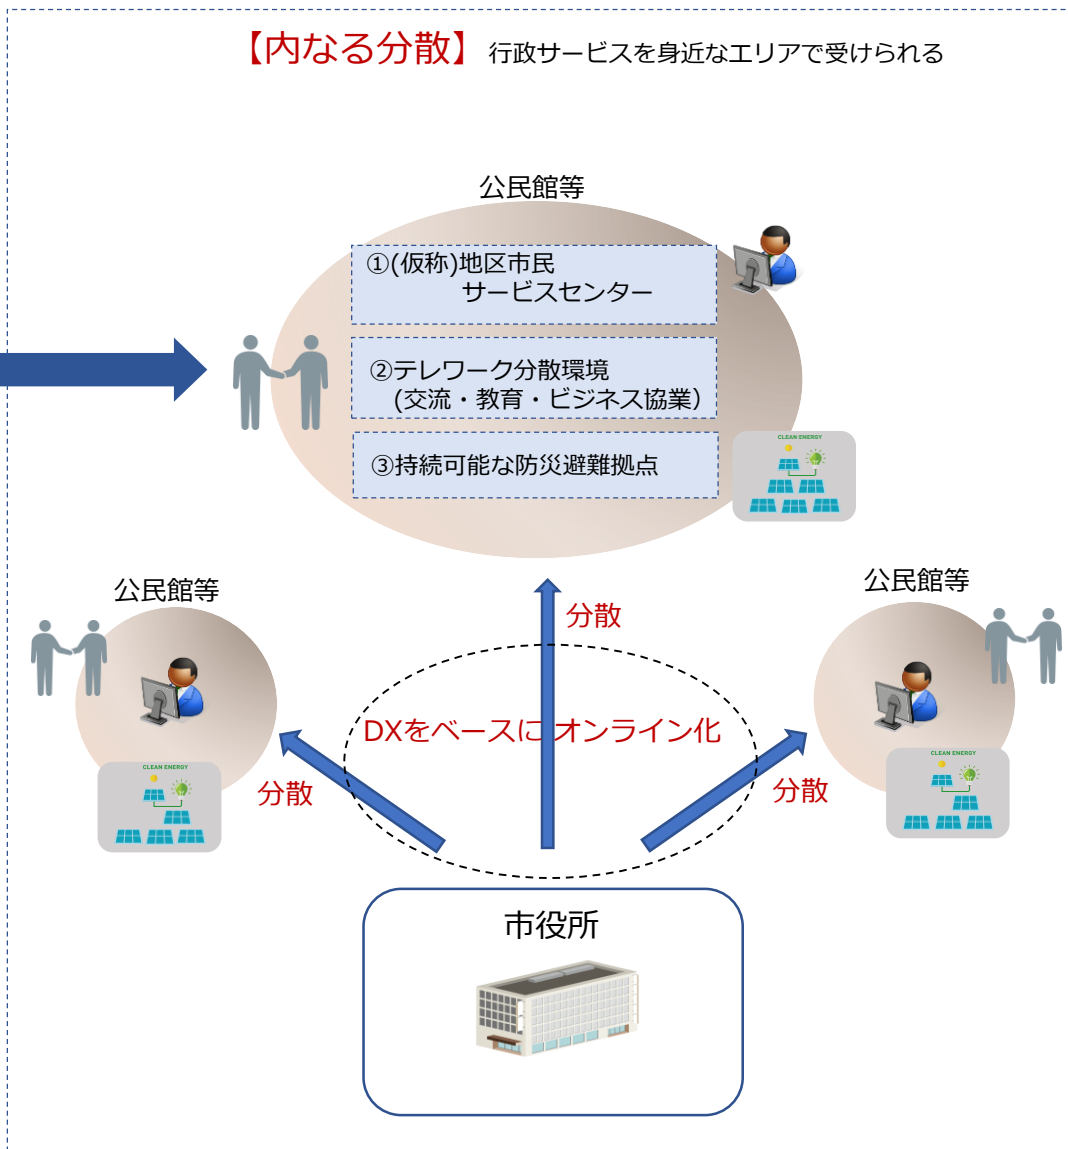 【内なる分散】 行政サービスを身近なエリアで受けられる
公民館等
①(仮称)地区市民
サービスセンター
②テレワーク分散環境
(交流・教育・ビジネス協業)
CLEAN ENERGY
③持続可能な防災避難拠点
公民館等
公民館等
分散
DXをベースに オンライン化
CLEAN ENERGY
分散
分散
CLEAN ENERGY
市役所